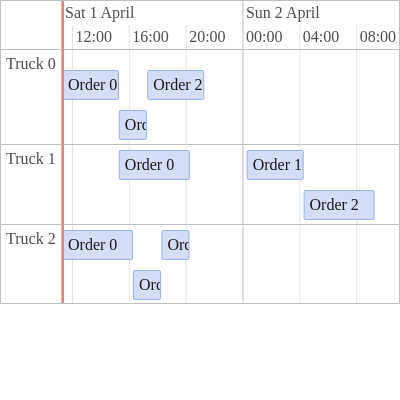 Sat 1 April Sun 2 April
12:00 16:00 20:00 00:00 04:00 08:00
Truck 0
Order 0 Order 2
Orc
Truck 1
Order 0 Order 1
Order 2
Truck 2
Order 0 Orc
Orc